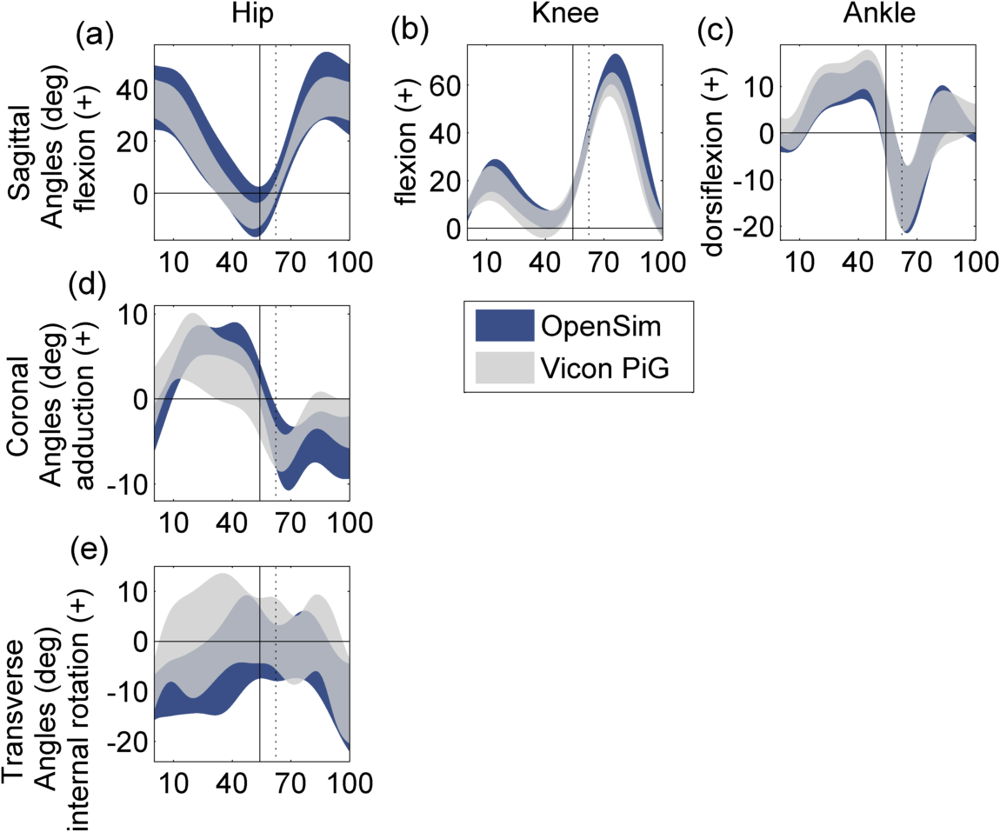 Hip
Knee
Ankle
(a)
(b)
(c)
Sagittal
Angles (deg)
flexion (+)
40
20
0
10 40 70 100
flexion (+)
60
40
20
0
10 40 70 100
dorsiflexion (+)
10
0
-10
-20
10 40 70 100
(d)
Coronal
Angles (deg)
adduction (+)
10
0
-10
10 40 70 100
OpenSim
Vicon PiG
(e)
Transverse
Angles (deg)
internal rotation (+)
10
0
-10
-20
10 40 70 100